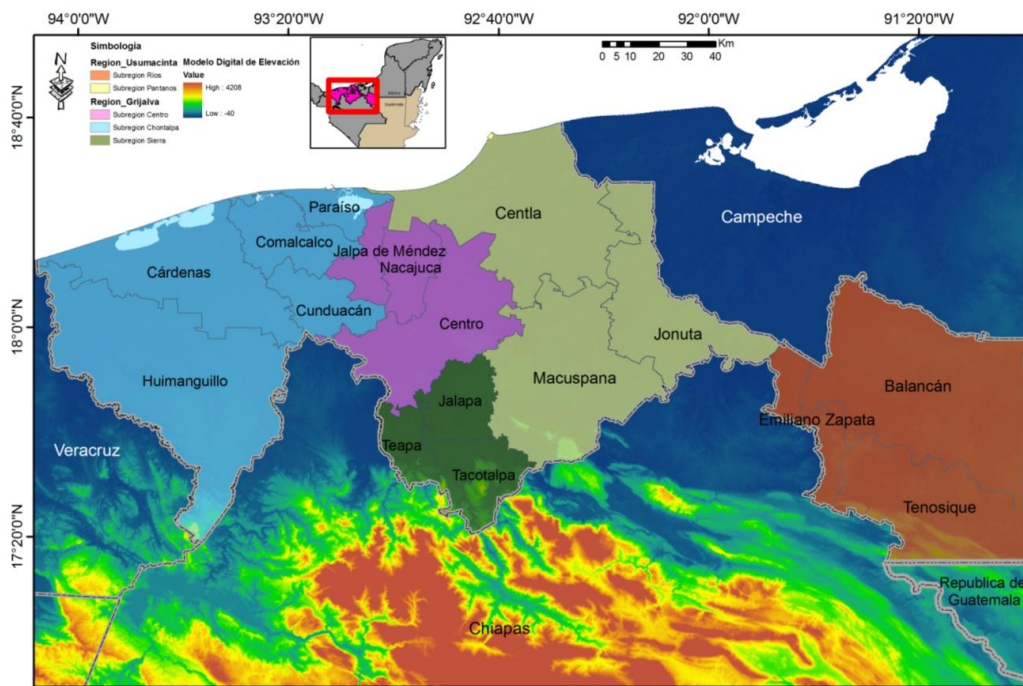 94°0'0"W 93°20'0"W 92°40'0"W 92°0'0"W 91°20'0"W
Simbología
Region_Usumacinta
Subregion Ríos
Subregion Pantanos
Region_Grijalva
Subregion Centro
Subregion Chontalpa
Subregion Sierra
Modelo Digital de Elevación
Value
High : 4208
Low : -40
N
0 5 10 20 30 40 Km
18°40'0"N
18°0'0"N
17°20'0"N
Paraíso
Centla
Campeche
Comalcalco
Jalpa de Méndez
Nacajuca
Cárdenas
Cunduacán
Centro
Jonuta
Huimanguillo
Macuspana
Balancán
Jalapa
Emiliano Zapata
Veracruz
Teapa
Tacotalpa
Tenosique
Republica de
Guatemala
Chiapas